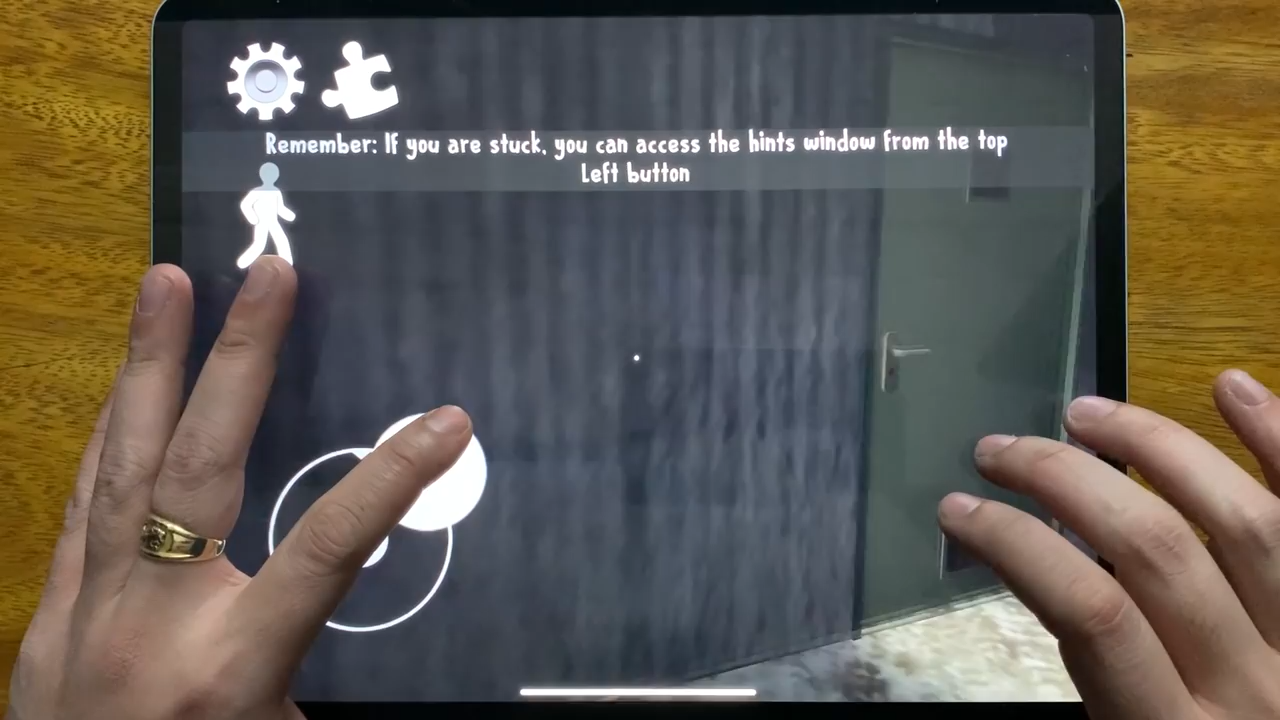 Remember: If you are stuck, you can access the hints window from the top
Left button